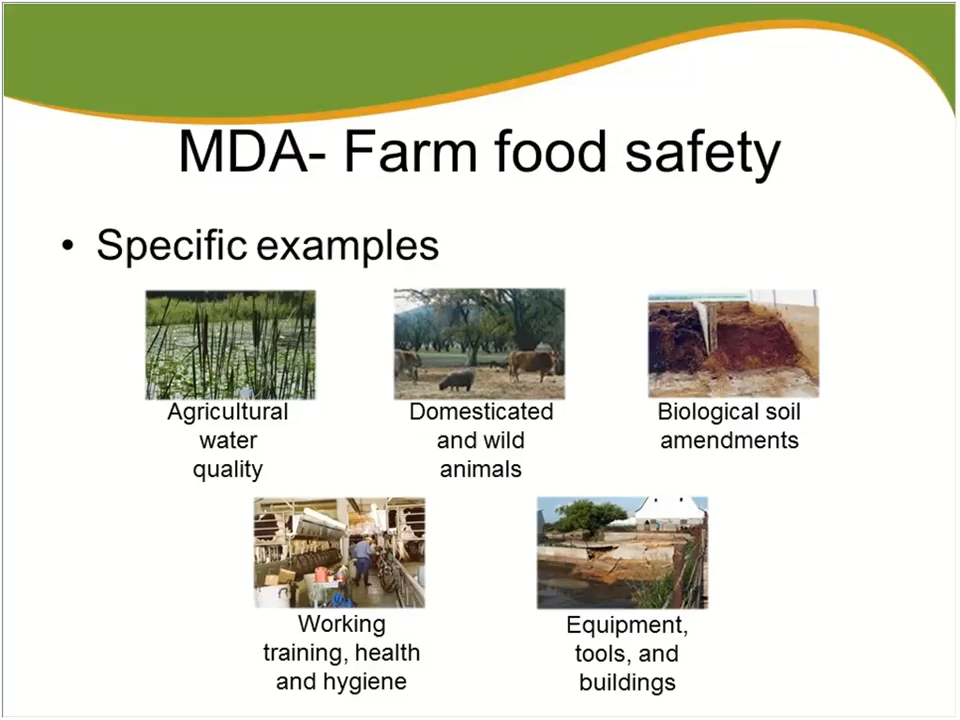 MDA- Farm food safety
• Specific examples
Agricultural
water
quality
Domesticated
and wild
animals
Biological soil
amendments
Working
training, health
and hygiene
Equipment,
tools, and
buildings